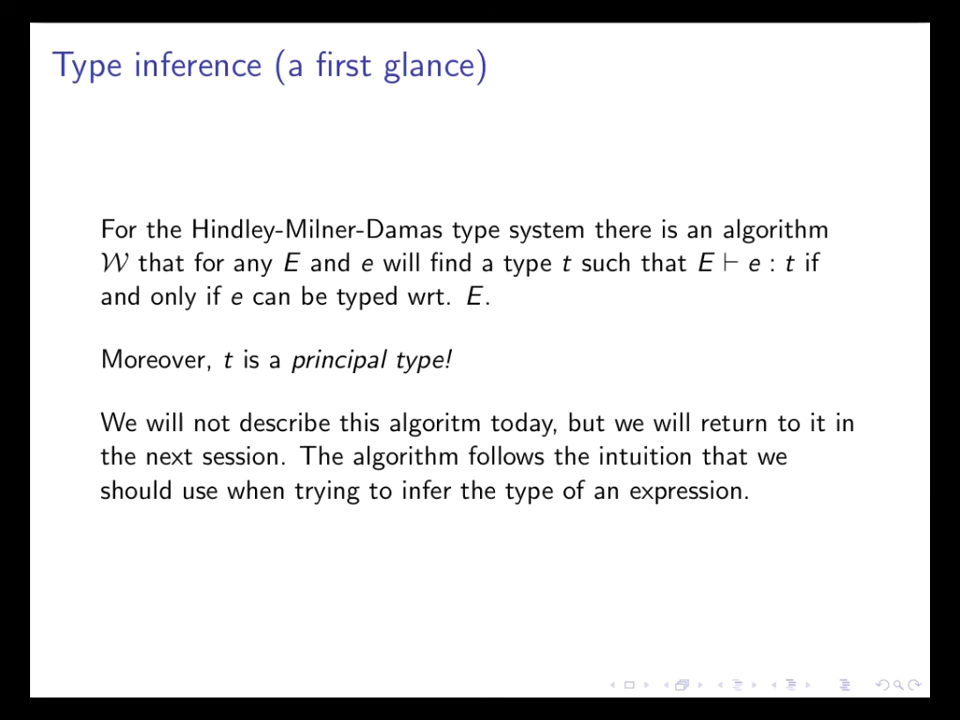 Type inference (a first glance)
For the Hindley-Milner-Damas type system there is an algorithm
𝒲 that for any E and e will find a type t such that E ⊢ e : t if
and only if e can be typed wrt. E.
Moreover, t is a principal type!
We will not describe this algoritm today, but we will return to it in
the next session. The algorithm follows the intuition that we
should use when trying to infer the type of an expression.